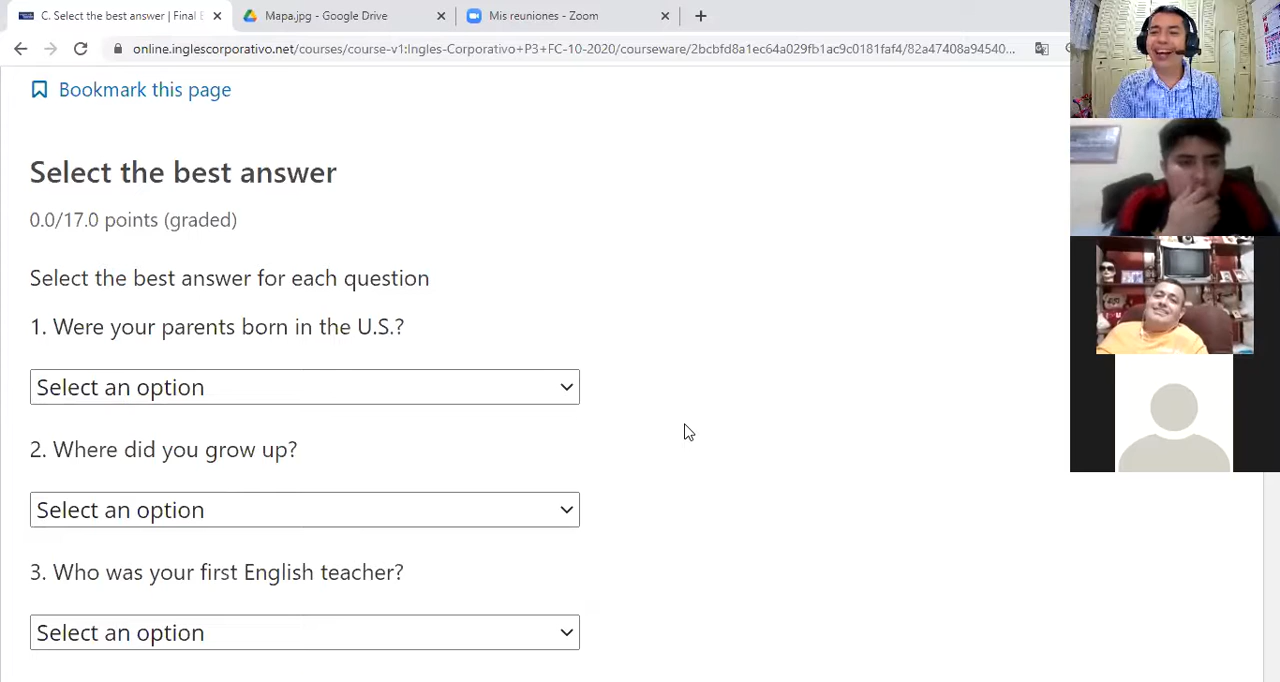 C. Select the best answer | Final E
Mapa.jpg - Google Drive
Mis reuniones - Zoom
online.inglescorporativo.net/courses/course-v1:Ingles-Corporativo+P3+FC-10-2020/courseware/2bcbfd8a1ec64a029fb1ac9c0181faf4/82a47408a94540...
Bookmark this page
Select the best answer
0.0/17.0 points (graded)
Select the best answer for each question
1. Were your parents born in the U.S.?
Select an option
2. Where did you grow up?
Select an option
3. Who was your first English teacher?
Select an option